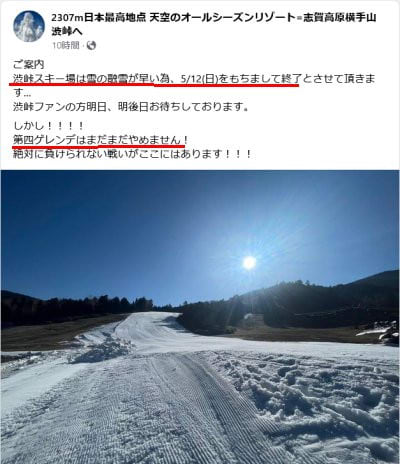 2307m日本最高地点 天空のオールシーズンリゾート=志賀高原横手山
渋峠へ
10時間 ·
ご案内
渋峠スキー場は雪の融雪が早い為、5/12(日)をもちまして終了とさせて頂きま
す...
渋峠ファンの方明日、明後日お待ちしております。
しかし！！！！
第四ゲレンデはまだまだやめません！
絶対に負けられない戦いがここにはあります！！！